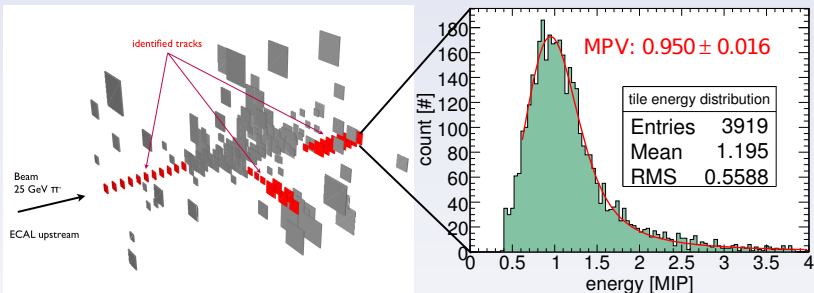 identified tracks
Beam
25 GeV π⁻
ECAL upstream
MPV: 0.950 ± 0.016
tile energy distribution
Entries 3919
Mean 1.195
RMS 0.5588
count [#]
180
160
140
120
100
80
60
40
20
0
0 0.5 1 1.5 2 2.5 3 3.5 4
energy [MIP]